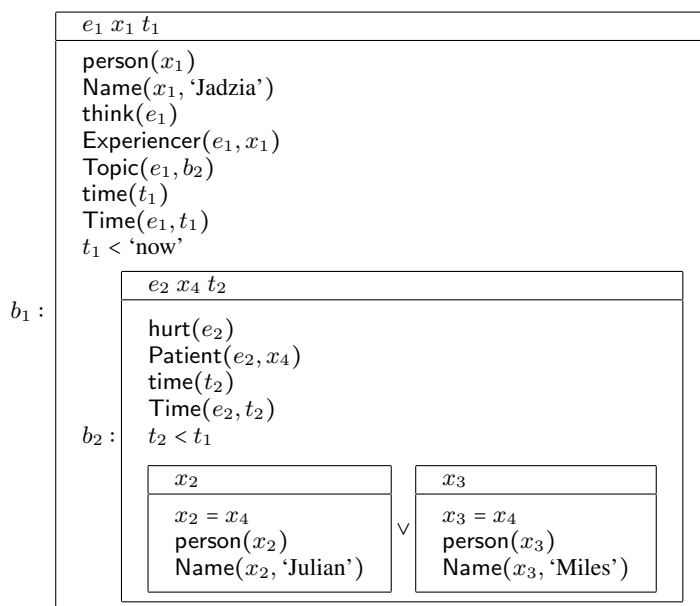 e₁ x₁ t₁
person(x₁)
Name(x₁, ‘Jadzia’)
think(e₁)
Experiencer(e₁, x₁)
Topic(e₁, b₂)
time(t₁)
Time(e₁, t₁)
t₁ < ‘now’
b₁ :
e₂ x₄ t₂
hurt(e₂)
Patient(e₂, x₄)
time(t₂)
Time(e₂, t₂)
b₂ : t₂ < t₁
x₂ x₃
x₂ = x₄ ∨ x₃ = x₄
person(x₂) person(x₃)
Name(x₂, ‘Julian’) Name(x₃, ‘Miles’)